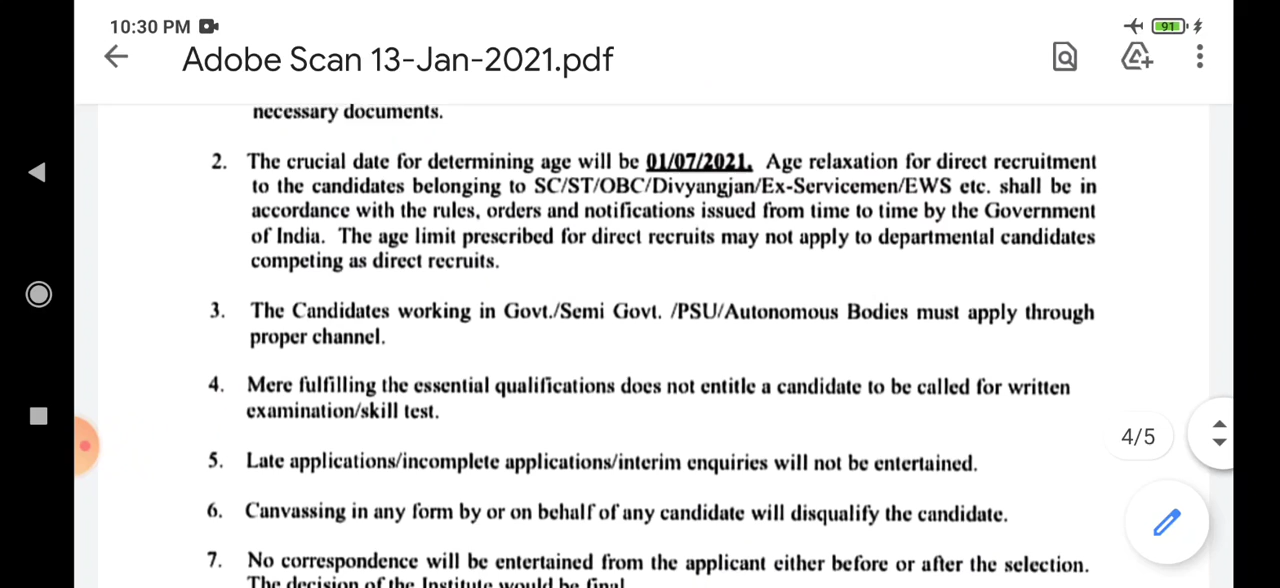 10:30 PM
91
Adobe Scan 13-Jan-2021.pdf
necessary documents.
2. The crucial date for determining age will be 01/07/2021. Age relaxation for direct recruitment
to the candidates belonging to SC/ST/OBC/Divyangjan/Ex-Servicemen/EWS etc. shall be in
accordance with the rules, orders and notifications issued from time to time by the Government
of India. The age limit prescribed for direct recruits may not apply to departmental candidates
competing as direct recruits.
3. The Candidates working in Govt./Semi Govt. /PSU/Autonomous Bodies must apply through
proper channel.
4. Mere fulfilling the essential qualifications does not entitle a candidate to be called for written
examination/skill test.
4/5
5. Late applications/incomplete applications/interim enquiries will not be entertained.
6. Canvassing in any form by or on behalf of any candidate will disqualify the candidate.
7. No correspondence will be entertained from the applicant either before or after the selection.
The decision of the Institute would be final